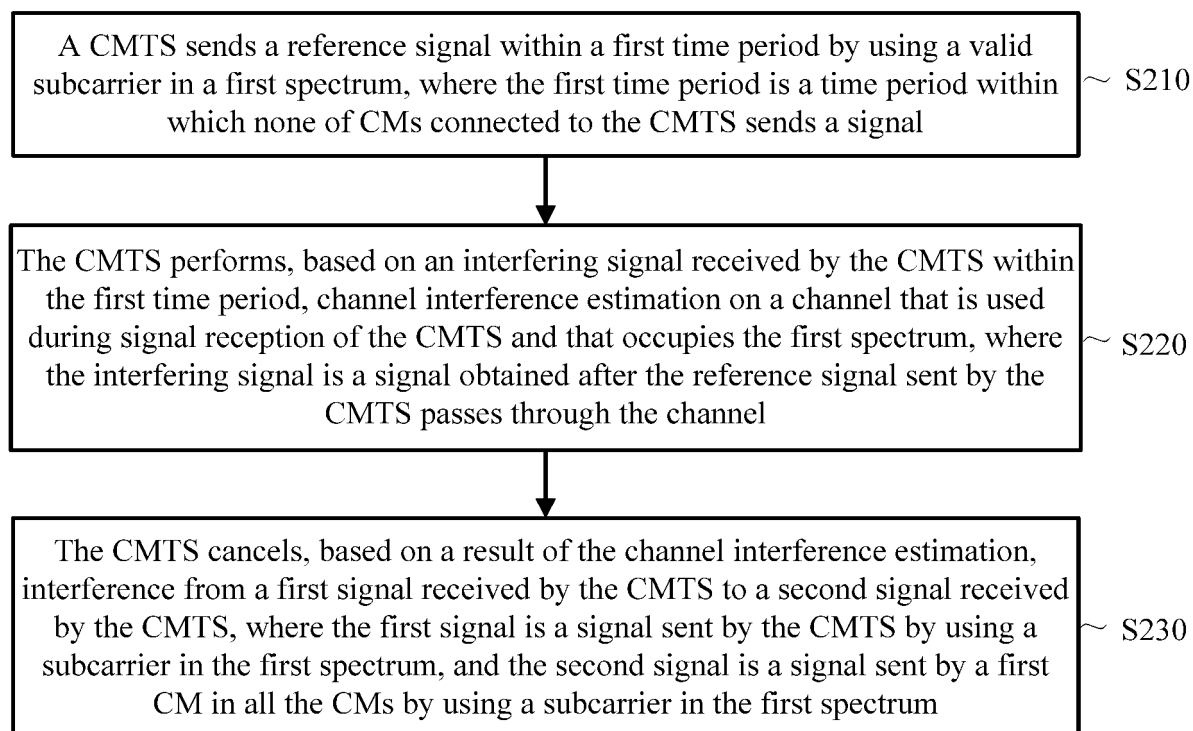 A CMTS sends a reference signal within a first time period by using a valid
subcarrier in a first spectrum, where the first time period is a time period within
which none of CMs connected to the CMTS sends a signal
~ S210
The CMTS performs, based on an interfering signal received by the CMTS within
the first time period, channel interference estimation on a channel that is used
during signal reception of the CMTS and that occupies the first spectrum, where
the interfering signal is a signal obtained after the reference signal sent by the
CMTS passes through the channel
~ S220
The CMTS cancels, based on a result of the channel interference estimation,
interference from a first signal received by the CMTS to a second signal received
by the CMTS, where the first signal is a signal sent by the CMTS by using a
subcarrier in the first spectrum, and the second signal is a signal sent by a first
CM in all the CMs by using a subcarrier in the first spectrum
~ S230